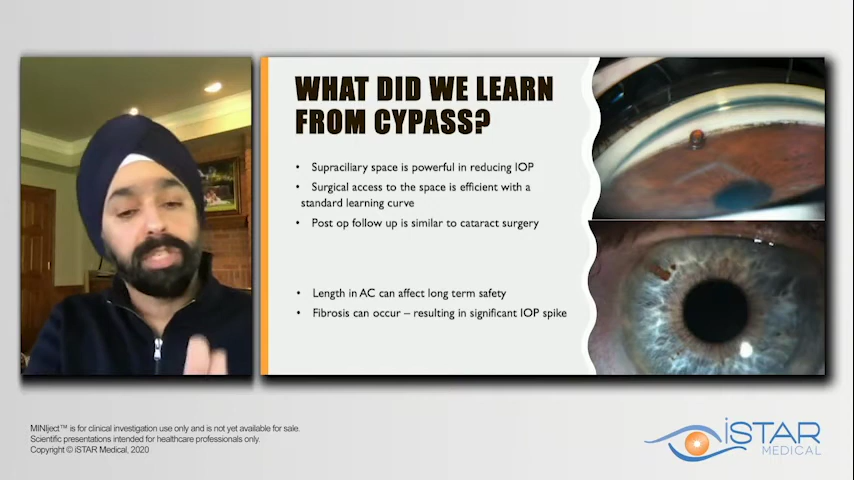 WHAT DID WE LEARN
FROM CYPASS?
• Supraciliary space is powerful in reducing IOP
• Surgical access to the space is efficient with a
standard learning curve
• Post op follow up is similar to cataract surgery
• Length in AC can affect long term safety
• Fibrosis can occur – resulting in significant IOP spike
MINIject™ is for clinical investigation use only and is not yet available for sale.
Scientific presentations intended for healthcare professionals only.
Copyright © iSTAR Medical, 2020
iSTAR
MEDICAL